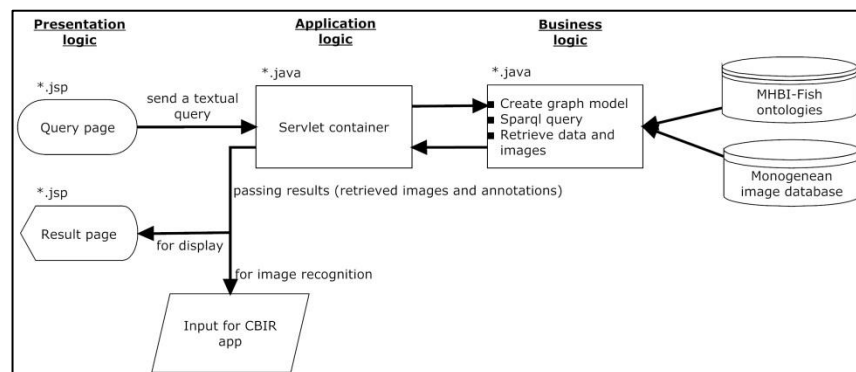 Presentation
logic
Application
logic
Business
logic
*.jsp
Query page
send a textual
query
*.java
Servlet container
*.java
Create graph model
Sparql query
Retrieve data and
images
MHBI-Fish
ontologies
Monogenean
image database
passing results (retrieved images and annotations)
*.jsp
Result page
for display
for image recognition
Input for CBIR
app